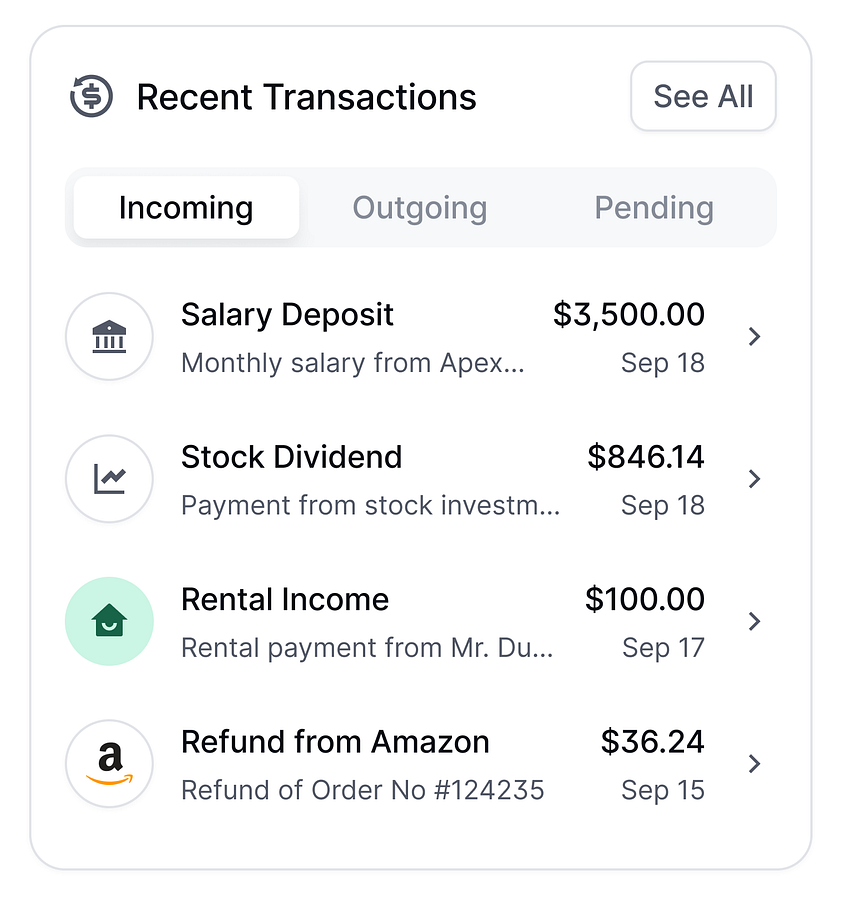 Recent Transactions
See All
Incoming
Outgoing
Pending
Salary Deposit
$3,500.00
Monthly salary from Apex...
Sep 18
Stock Dividend
$846.14
Payment from stock investm...
Sep 18
Rental Income
$100.00
Rental payment from Mr. Du...
Sep 17
a
Refund from Amazon
$36.24
Refund of Order No #124235
Sep 15